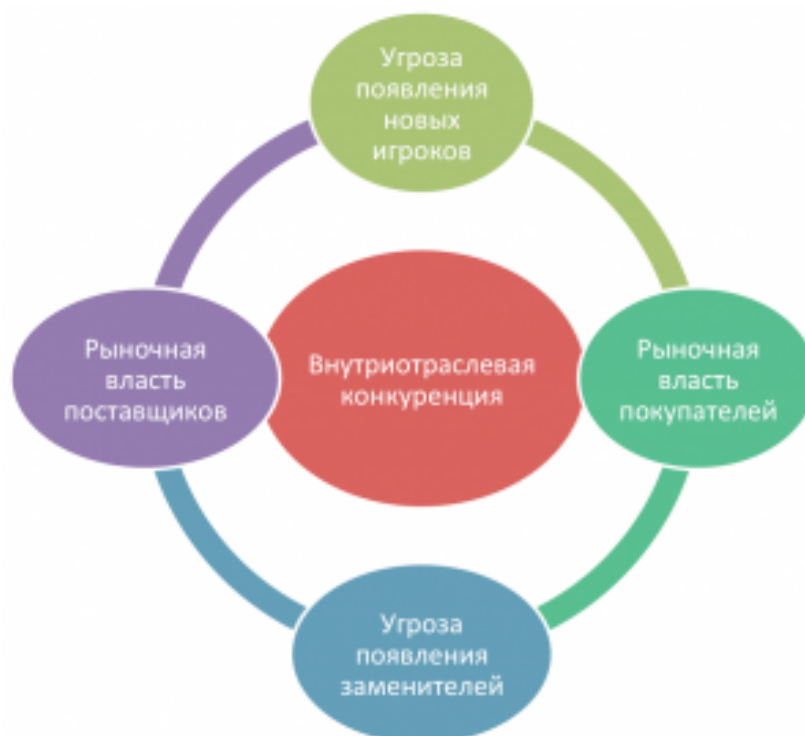 Угроза
появления
новых
игроков
Рыночная
власть
поставщиков
Внутриотраслевая
конкуренция
Рыночная
власть
покупателей
Угроза
появления
заменителей